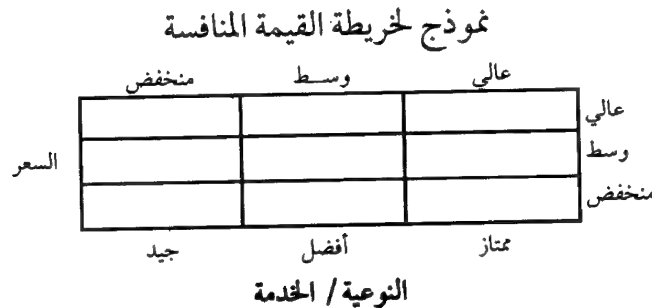 نموذج لخريطة القيمة المنافسة
عالي وسط منخفض
عالي
وسط
السعر
منخفض
ممتاز أفضل جيد
النوعية / الخدمة